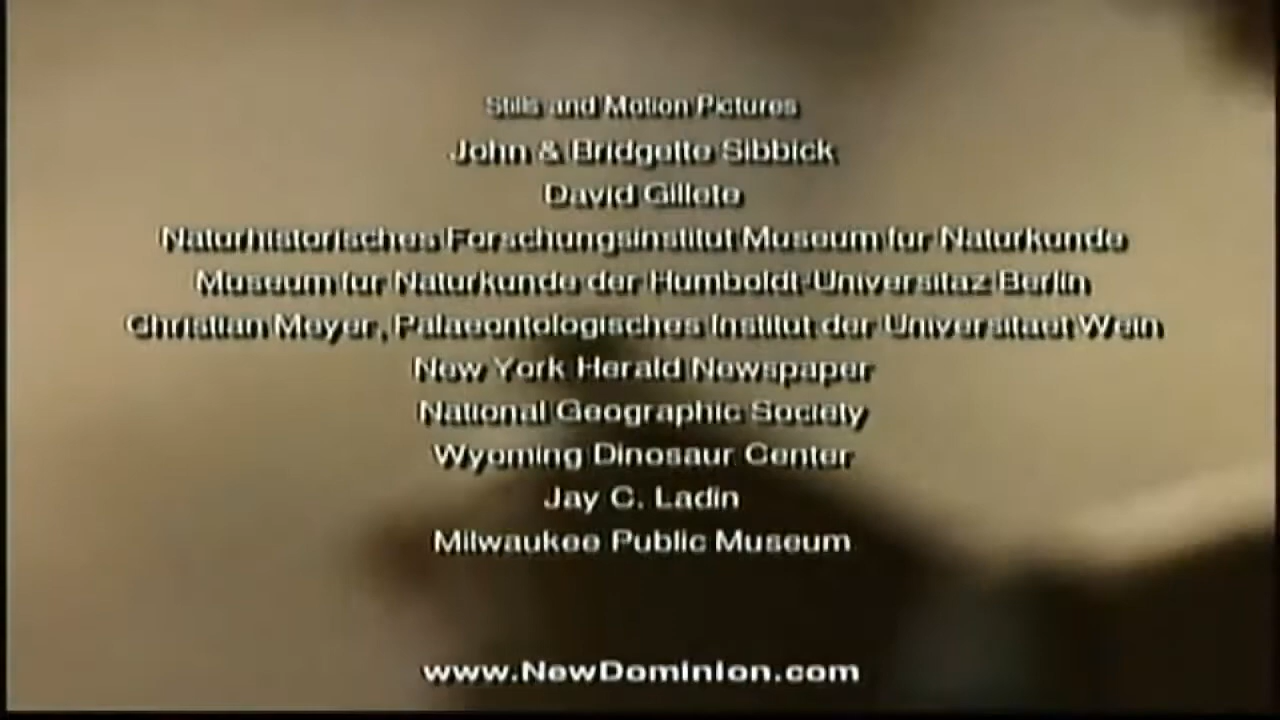 Stills and Motion Pictures
John & Bridgette Sibbick
David Gillete
Naturhistorisches Forschungsinstitut Museum fur Naturkunde
Museum fur Naturkunde der Humboldt-Universitaz Berlin
Christian Meyer, Palaeontologisches Institut der Universitaet Wein
New York Herald Newspaper
National Geographic Society
Wyoming Dinosaur Center
Jay C. Ladin
Milwaukee Public Museum
www.NewDominion.com